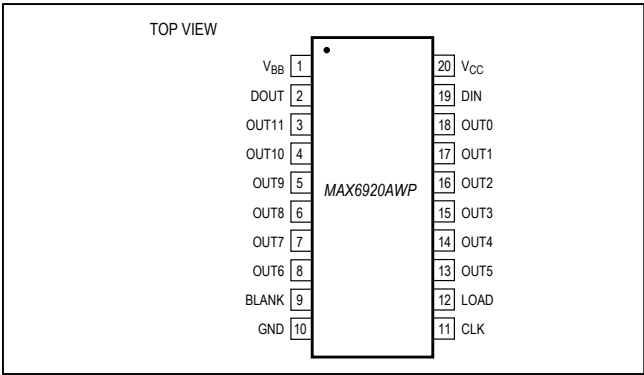 TOP VIEW
VBB 1
DOUT 2
OUT11 3
OUT10 4
OUT9 5
OUT8 6
OUT7 7
OUT6 8
BLANK 9
GND 10
MAX6920AWP
20 VCC
19 DIN
18 OUT0
17 OUT1
16 OUT2
15 OUT3
14 OUT4
13 OUT5
12 LOAD
11 CLK